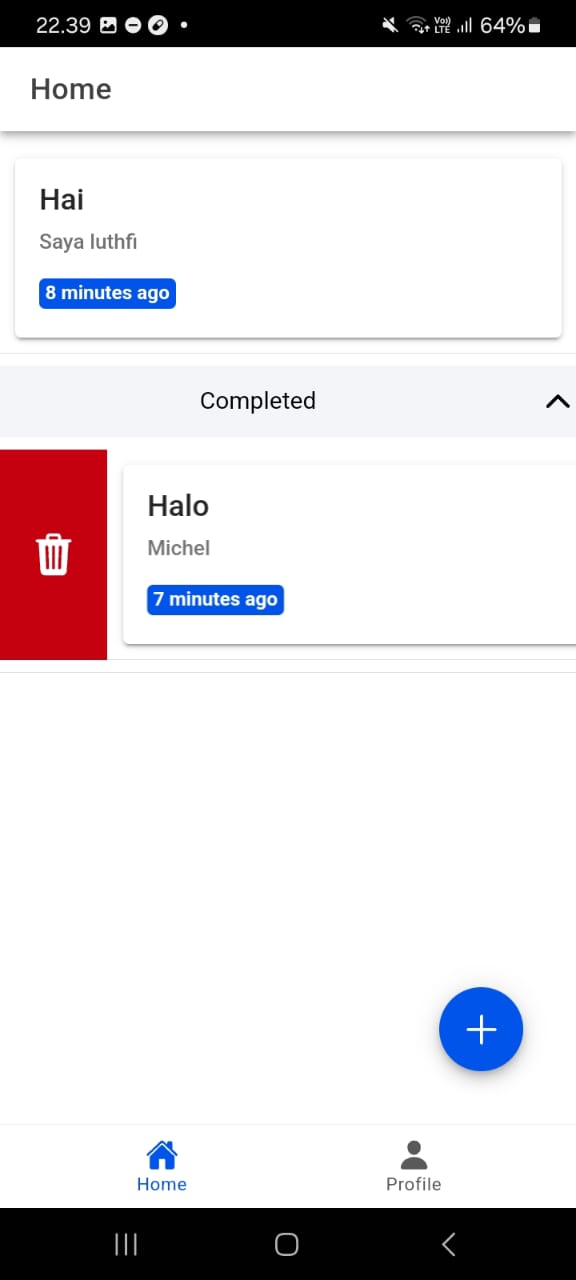 22.39
Vo))
LTE
64%
Home
Hai
Saya luthfi
8 minutes ago
Completed
Halo
Michel
7 minutes ago
Home
Profile